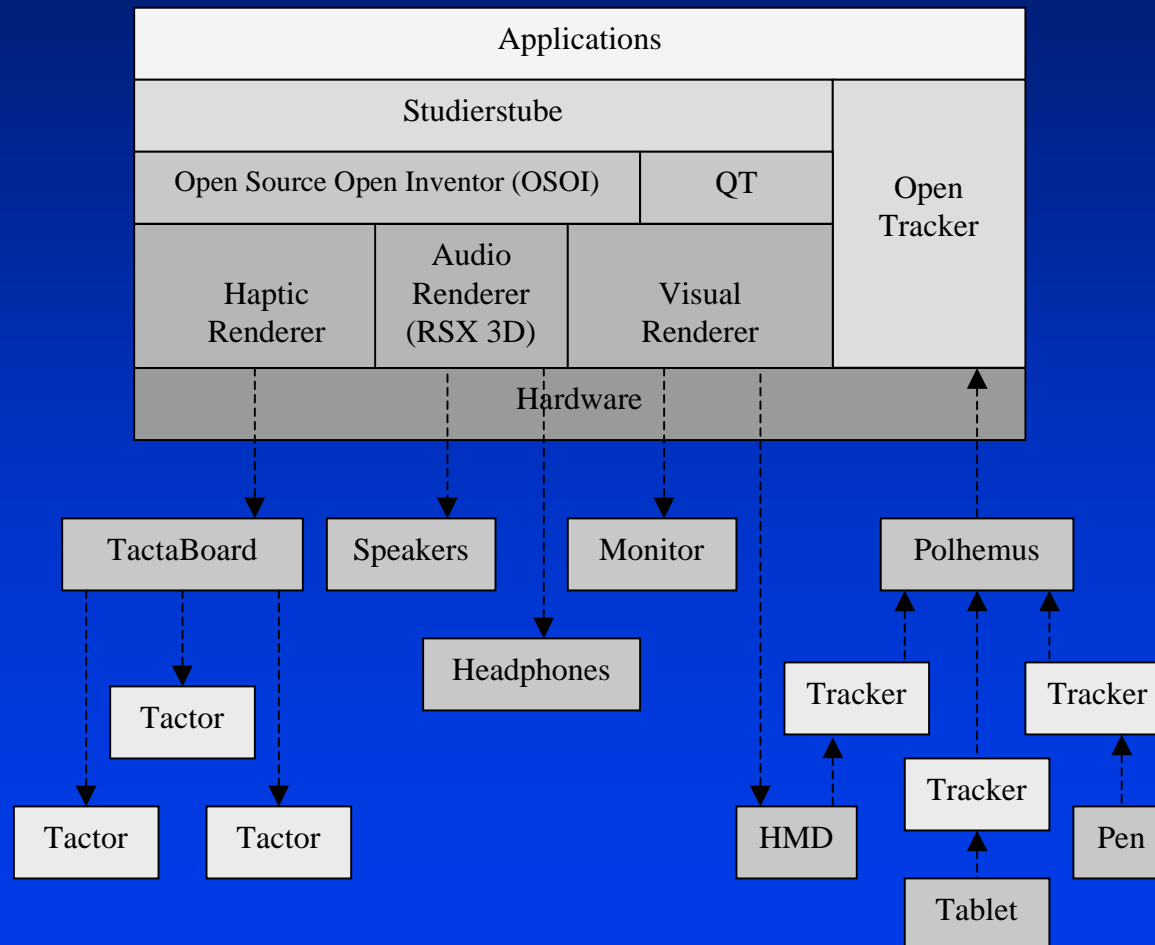 Applications
Studierstube
Open Source Open Inventor (OSOI)
QT
Open
Tracker
Haptic
Renderer
Audio
Renderer
(RSX 3D)
Visual
Renderer
Hardware
TactaBoard
Speakers
Monitor
Polhemus
Headphones
Tracker
Tracker
Tactor
Tracker
Tactor
Tactor
HMD
Pen
Tablet